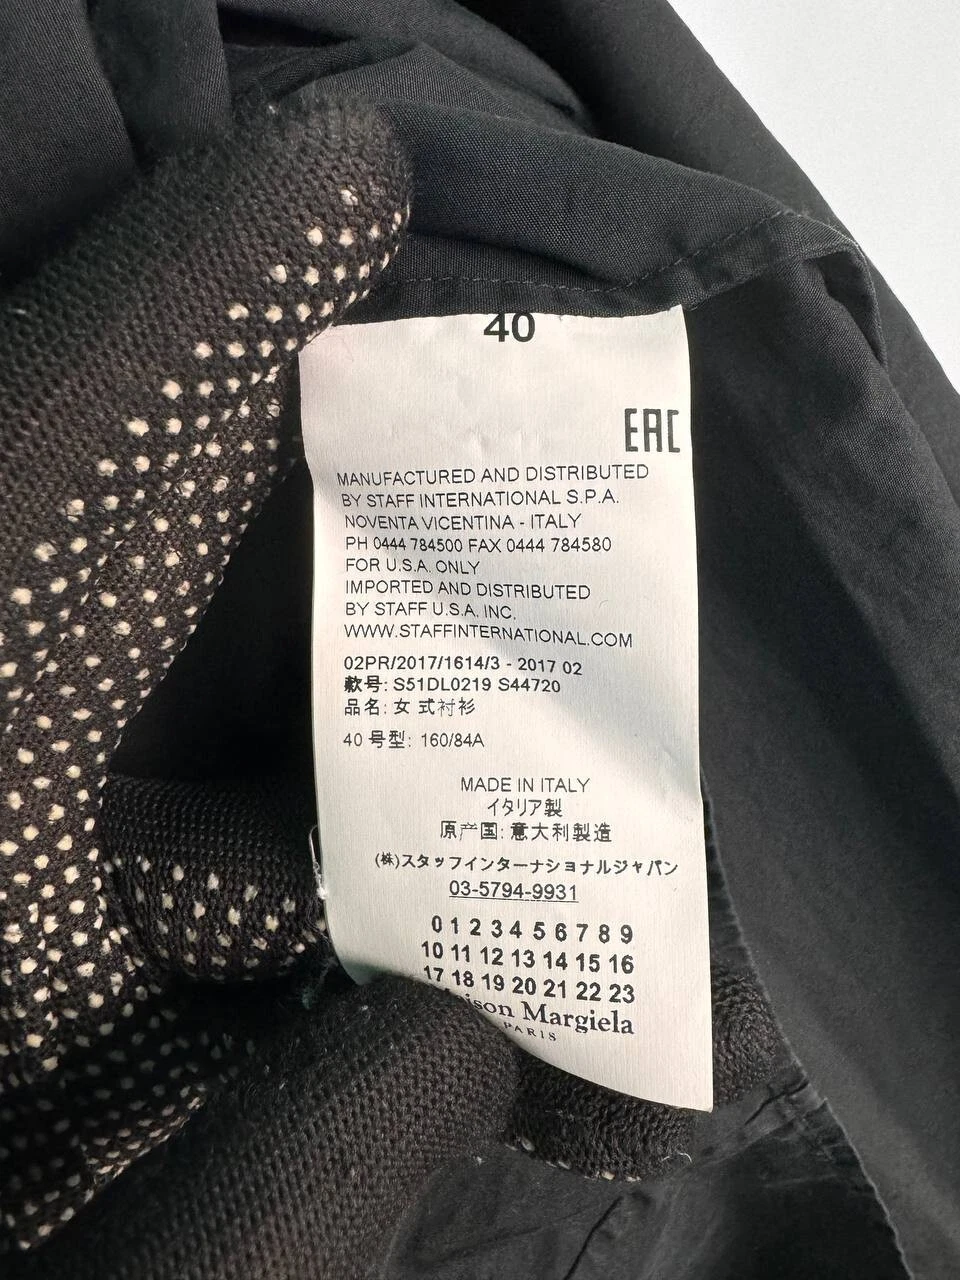 40
EAC
MANUFACTURED AND DISTRIBUTED
BY STAFF INTERNATIONAL S.P.A.
NOVENTA VICENTINA - ITALY
PH 0444 784500 FAX 0444 784580
FOR U.S.A. ONLY
IMPORTED AND DISTRIBUTED
BY STAFF U.S.A. INC.
WWW.STAFFINTERNATIONAL.COM
02PR/2017/1614/3 - 2017 02
款号: S51DL0219 S44720
品名: 女 式衬衫
40 号型: 160/84A
MADE IN ITALY
イタリア製
原产国: 意大利製造
(株)スタッフインターナショナルジャパン
03-5794-9931
0 1 2 3 4 5 6 7 8 9
10 11 12 13 14 15 16
17 18 19 20 21 22 23
Margiela
PARIS